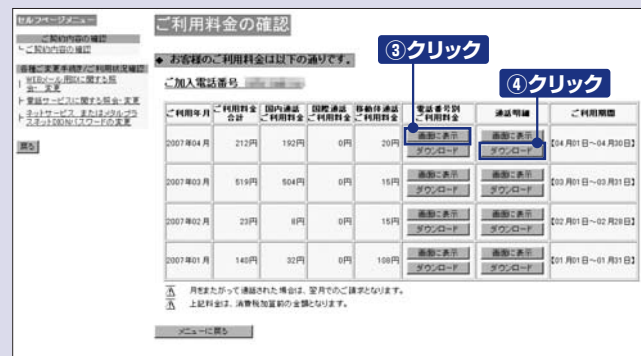 セルフページメニュー
ご契約内容の確認
ご契約内容の確認
各種ご変更手続き/ご利用状況確認
WEBメール用IDに関する照会・変更
登録サービスに関する照会・変更
ネットサービス、またはメタルプラスネットDIONパスワードの変更
戻る
ご利用料金の確認
◆ お客様のご利用料金は以下の通りです。
③クリック
ご加入電話番号
④クリック
ご利用年月 ご利用料金合計 国内通話ご利用料金 国際通話ご利用料金 移動体通話ご利用料金 電話番号別ご利用料金 通話明細 ご利用期間
2007年04月 212円 192円 0円 20円 画面に表示 画面に表示 【04月01日~04月30日】
ダウンロード ダウンロード
2007年03月 519円 504円 0円 15円 画面に表示 画面に表示 【03月01日~03月31日】
ダウンロード ダウンロード
2007年02月 23円 8円 0円 15円 画面に表示 画面に表示 【02月01日~02月28日】
ダウンロード ダウンロード
2007年01月 140円 32円 0円 108円 画面に表示 画面に表示 【01月01日~01月31日】
ダウンロード ダウンロード
月をまたがって通話された場合は、翌月でのご請求となります。
上記料金は、消費税加算前の金額となります。
メニューに戻る